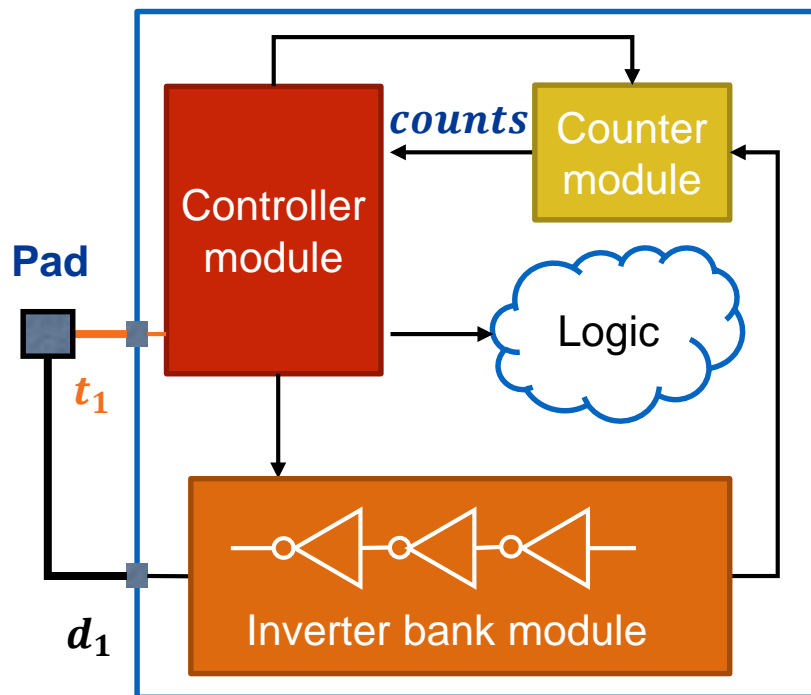 counts
Counter
module
Controller
module
Pad
Logic
t₁
Inverter bank module
d₁